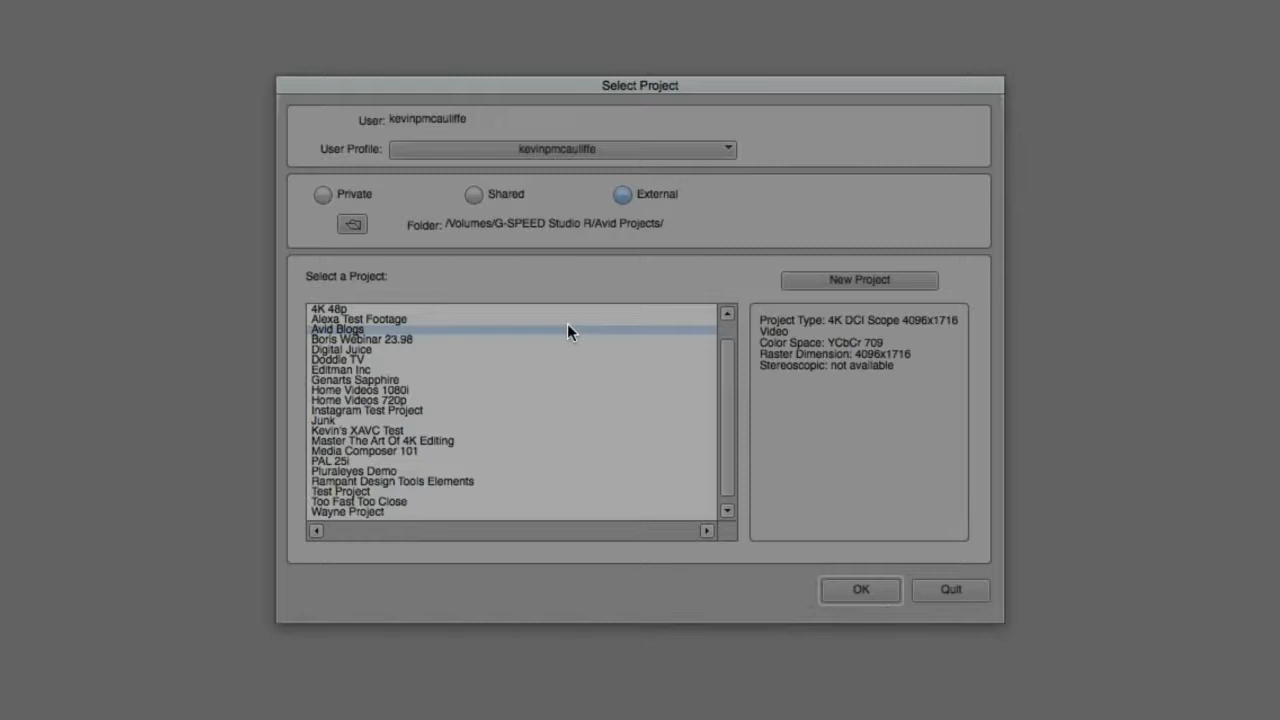 Select Project
User: kevinpmcauliffe
User Profile: kevinpmcauliffe
Private Shared External
Folder: /Volumes/G-SPEED Studio R/Avid Projects/
Select a Project:
New Project
4K 48p
Alexa Test Footage
Avid Blogs
Boris Webinar 23.98
Digital Juice
Doddle TV
Editman Inc
Genarts Sapphire
Home Videos 1080i
Home Videos 720p
Instagram Test Project
Junk
Kevin's XAVC Test
Master The Art Of 4K Editing
Media Composer 101
PAL 25i
Pluraleyes Demo
Rampant Design Tools Elements
Test Project
Too Fast Too Close
Wayne Project
Project Type: 4K DCI Scope 4096x1716
Video
Color Space: YCbCr 709
Raster Dimension: 4096x1716
Stereoscopic: not available
OK Quit